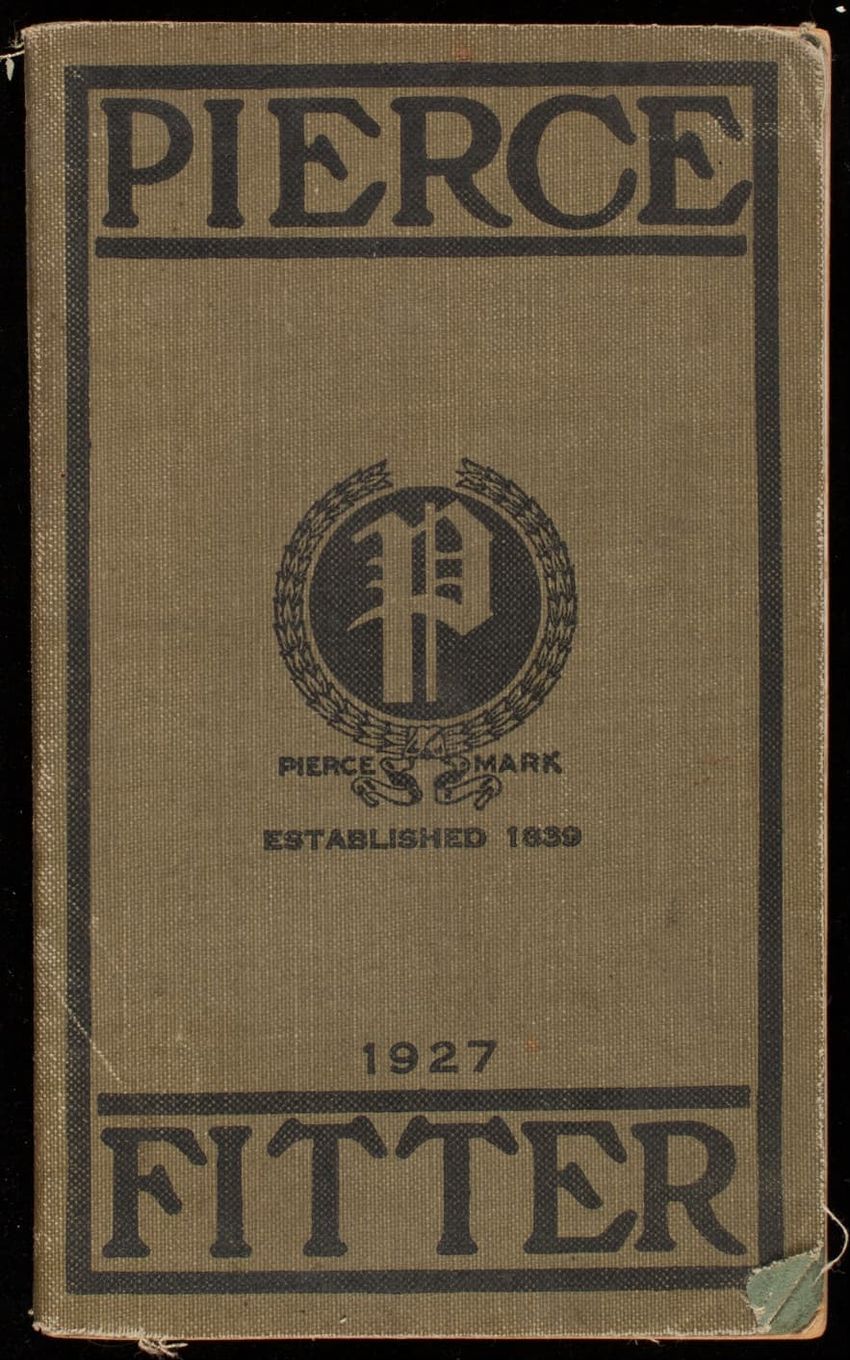 PIERCE
P
PIERCE MARK
ESTABLISHED 1839
1927
FITTER